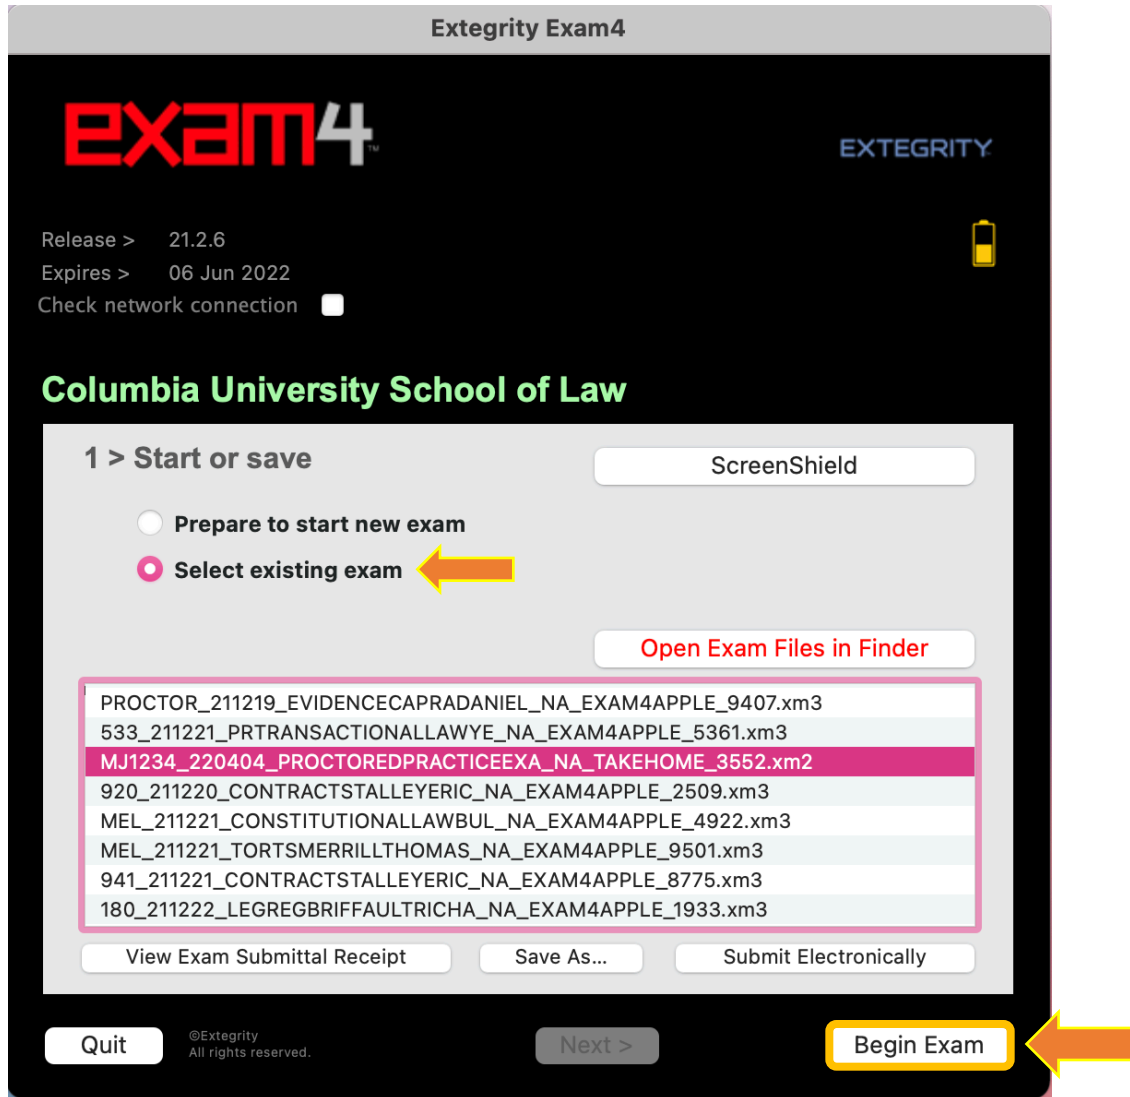 Extegrity Exam4
exam4™
EXTEGRITY
Release > 21.2.6
Expires > 06 Jun 2022
Check network connection
Columbia University School of Law
1 > Start or save
ScreenShield
Prepare to start new exam
Select existing exam
Open Exam Files in Finder
PROCTOR_211219_EVIDENCECAPRADANIEL_NA_EXAM4APPLE_9407.xm3
533_211221_PRTRANSACTIONALLAWYE_NA_EXAM4APPLE_5361.xm3
MJ1234_220404_PROCTOREDPRACTICEEXA_NA_TAKEHOME_3552.xm2
920_211220_CONTRACTSTALLEYERIC_NA_EXAM4APPLE_2509.xm3
MEL_211221_CONSTITUTIONALLAWBUL_NA_EXAM4APPLE_4922.xm3
MEL_211221_TORTSMERRILLTHOMAS_NA_EXAM4APPLE_9501.xm3
941_211221_CONTRACTSTALLEYERIC_NA_EXAM4APPLE_8775.xm3
180_211222_LEGREGBRIFFAULTRICHA_NA_EXAM4APPLE_1933.xm3
View Exam Submittal Receipt
Save As...
Submit Electronically
Quit
©Extegrity
All rights reserved.
Next >
Begin Exam